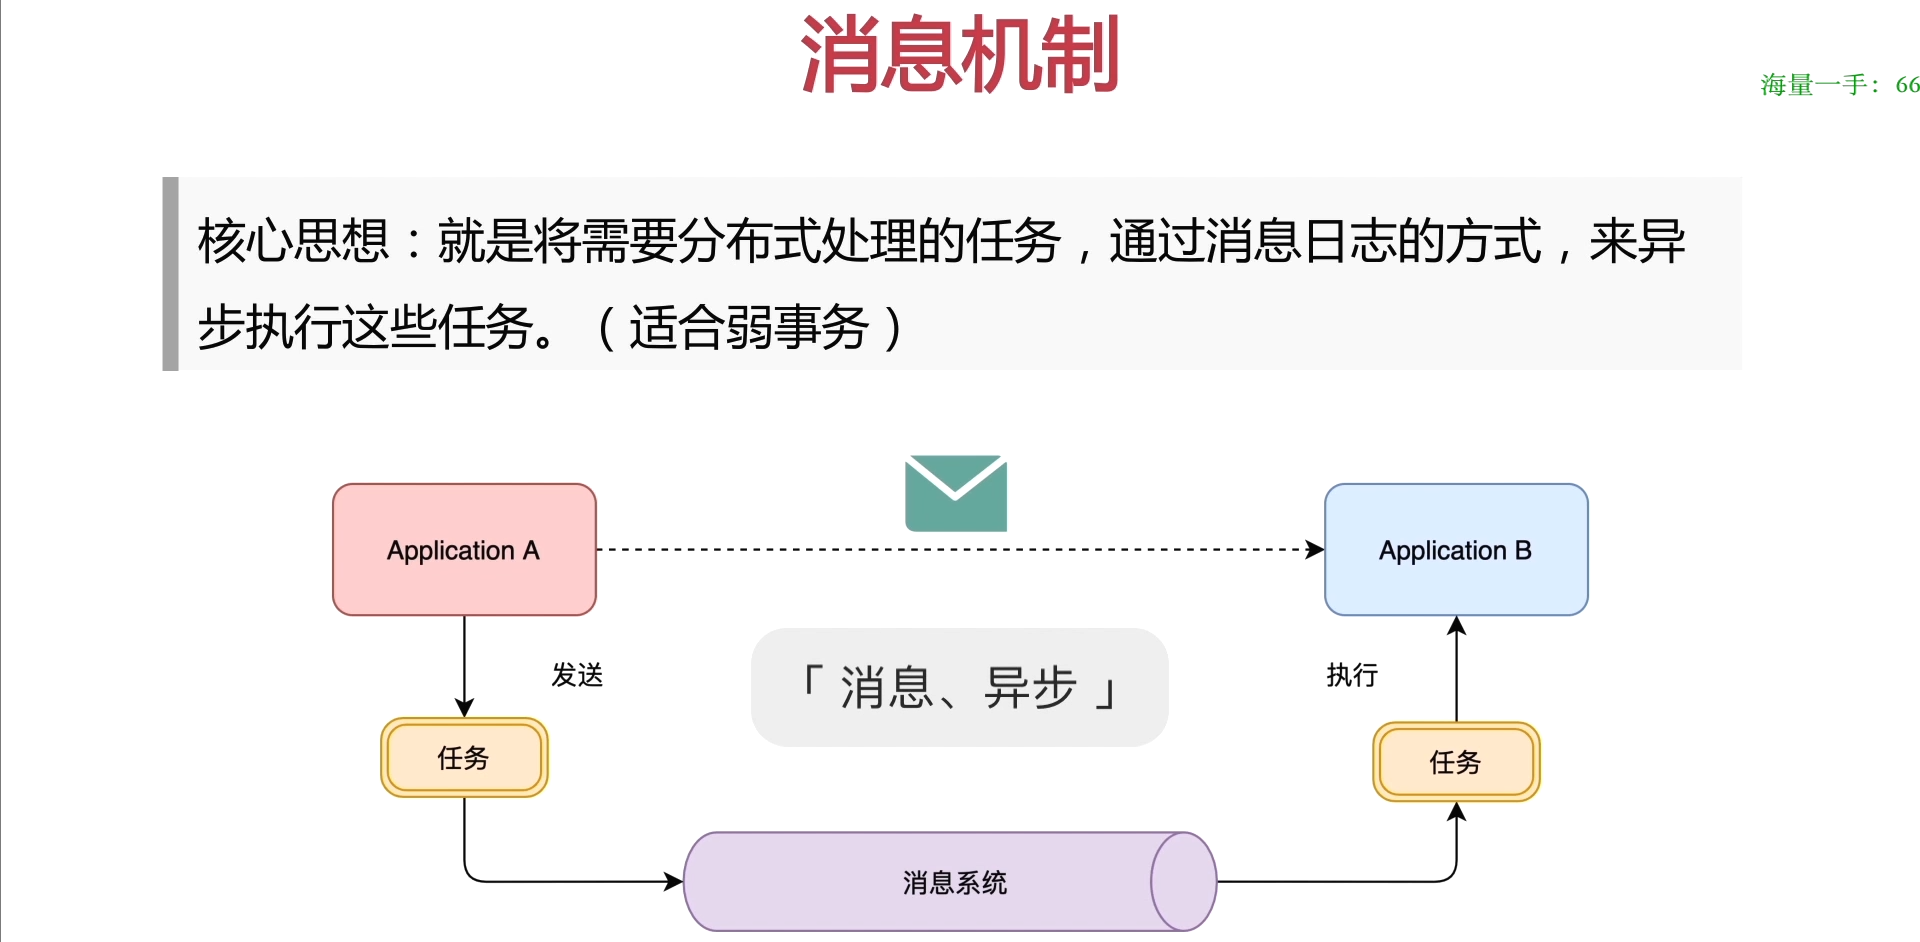 消息机制
海量一手：66
核心思想：就是将需要分布式处理的任务，通过消息日志的方式，来异
步执行这些任务。（适合弱事务）
Application A
Application B
发送
「 消息、异步 」
执行
任务
任务
消息系统